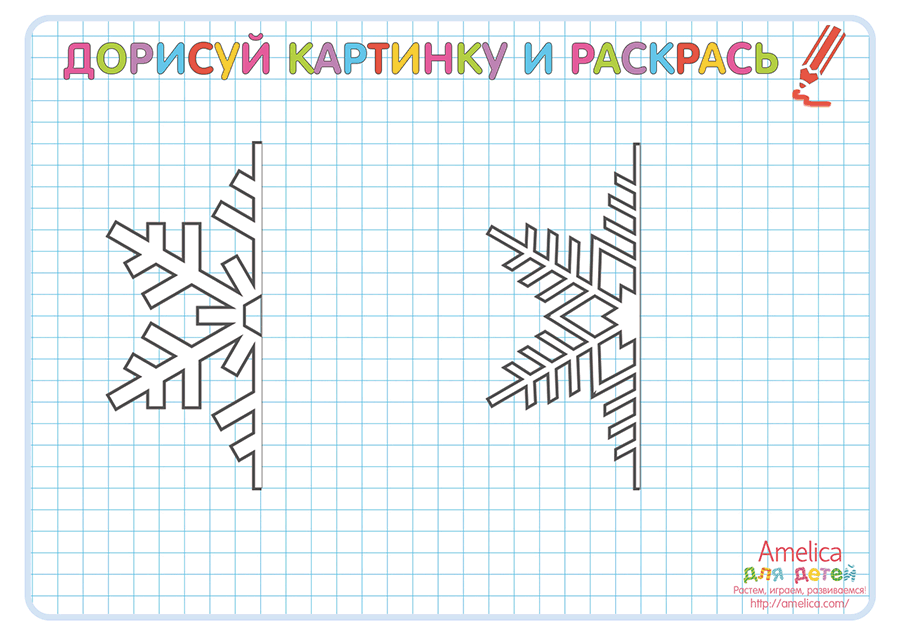 ДОРИСУЙ КАРТИНКУ И РАСКРАСЬ
Amelica
для детей
Растем, играем, развиваемся!
http://amelica.com/